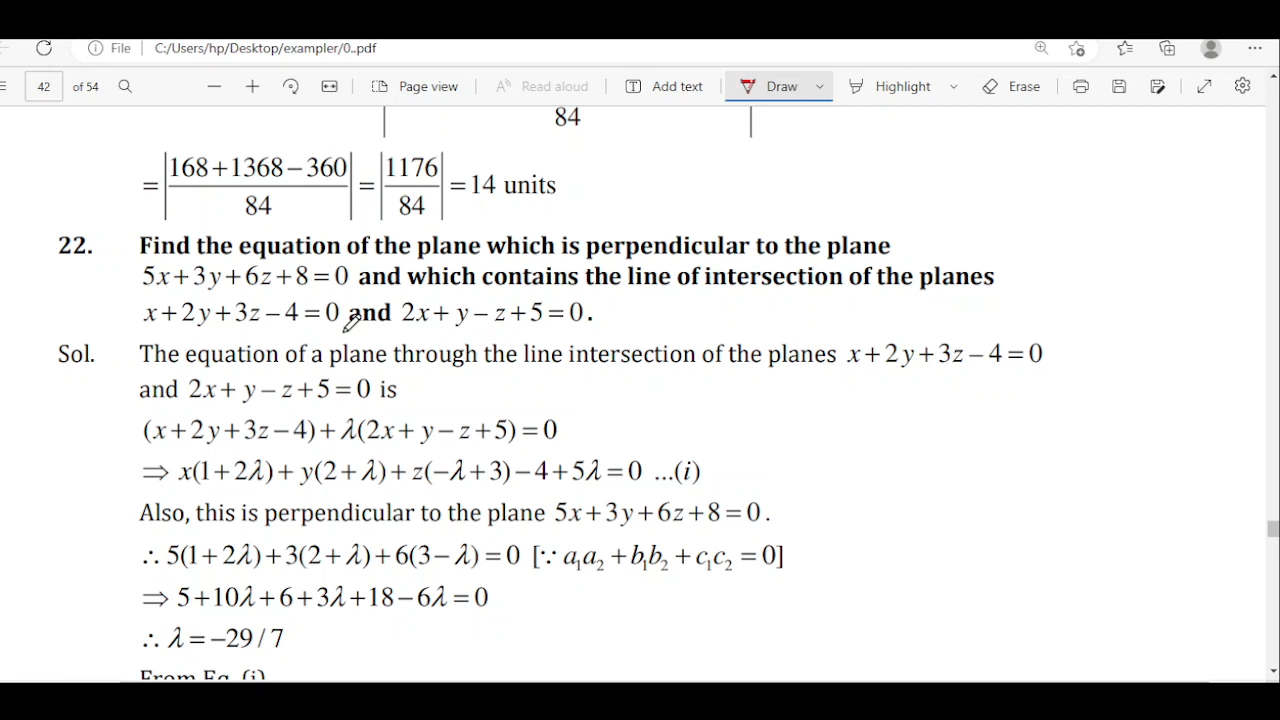 File C:/Users/hp/Desktop/exampler/0..pdf
42 of 54 Page view Read aloud Add text Draw Highlight Erase
84
= |168+1368−360 / 84| = |1176 / 84| = 14 units
22. Find the equation of the plane which is perpendicular to the plane
5x+3y+6z+8=0 and which contains the line of intersection of the planes
x+2y+3z−4=0 and 2x+y−z+5=0.
Sol. The equation of a plane through the line intersection of the planes x+2y+3z−4=0
and 2x+y−z+5=0 is
(x+2y+3z−4)+λ(2x+y−z+5)=0
⇒ x(1+2λ)+y(2+λ)+z(−λ+3)−4+5λ=0 ...(i)
Also, this is perpendicular to the plane 5x+3y+6z+8=0.
∴ 5(1+2λ)+3(2+λ)+6(3−λ)=0 [∵ a₁a₂+b₁b₂+c₁c₂=0]
⇒ 5+10λ+6+3λ+18−6λ=0
∴ λ=−29/7
From Eq. (i)